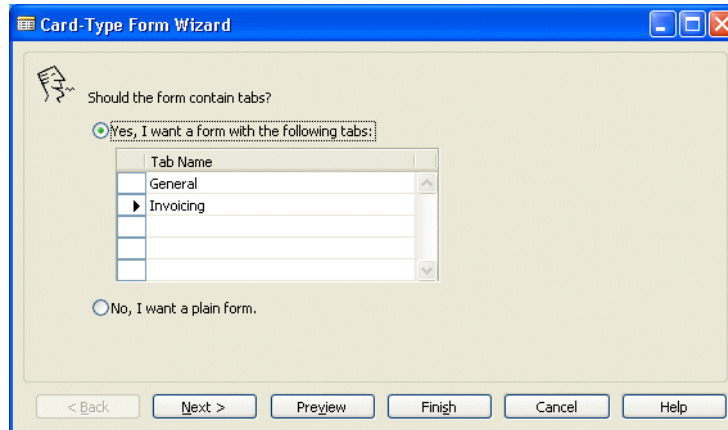 Card-Type Form Wizard
Should the form contain tabs?
Yes, I want a form with the following tabs:
Tab Name
General
Invoicing
No, I want a plain form.
< Back Next > Preview Finish Cancel Help